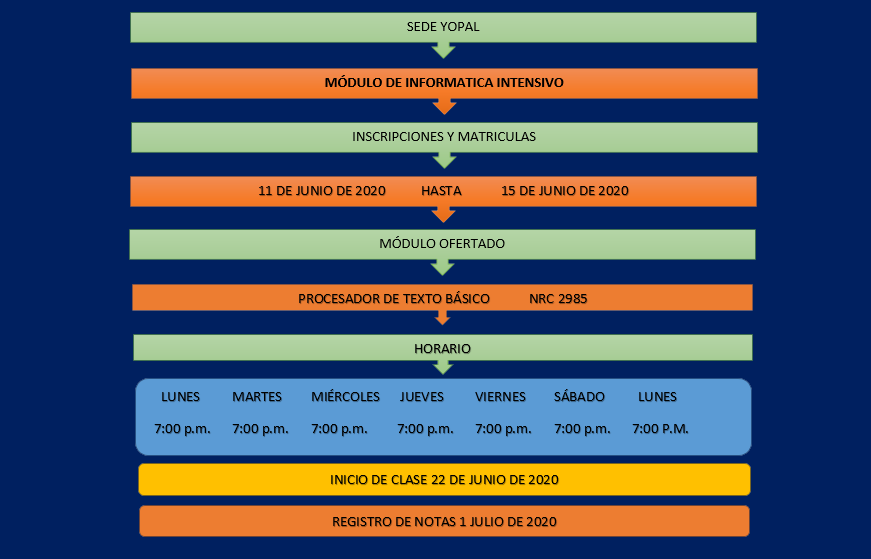 SEDE YOPAL
MÓDULO DE INFORMATICA INTENSIVO
INSCRIPCIONES Y MATRICULAS
11 DE JUNIO DE 2020 HASTA 15 DE JUNIO DE 2020
MÓDULO OFERTADO
PROCESADOR DE TEXTO BÁSICO NRC 2985
HORARIO
LUNES MARTES MIÉRCOLES JUEVES VIERNES SÁBADO LUNES
7:00 p.m. 7:00 p.m. 7:00 p.m. 7:00 p.m. 7:00 p.m. 7:00 p.m. 7:00 P.M.
INICIO DE CLASE 22 DE JUNIO DE 2020
REGISTRO DE NOTAS 1 JULIO DE 2020